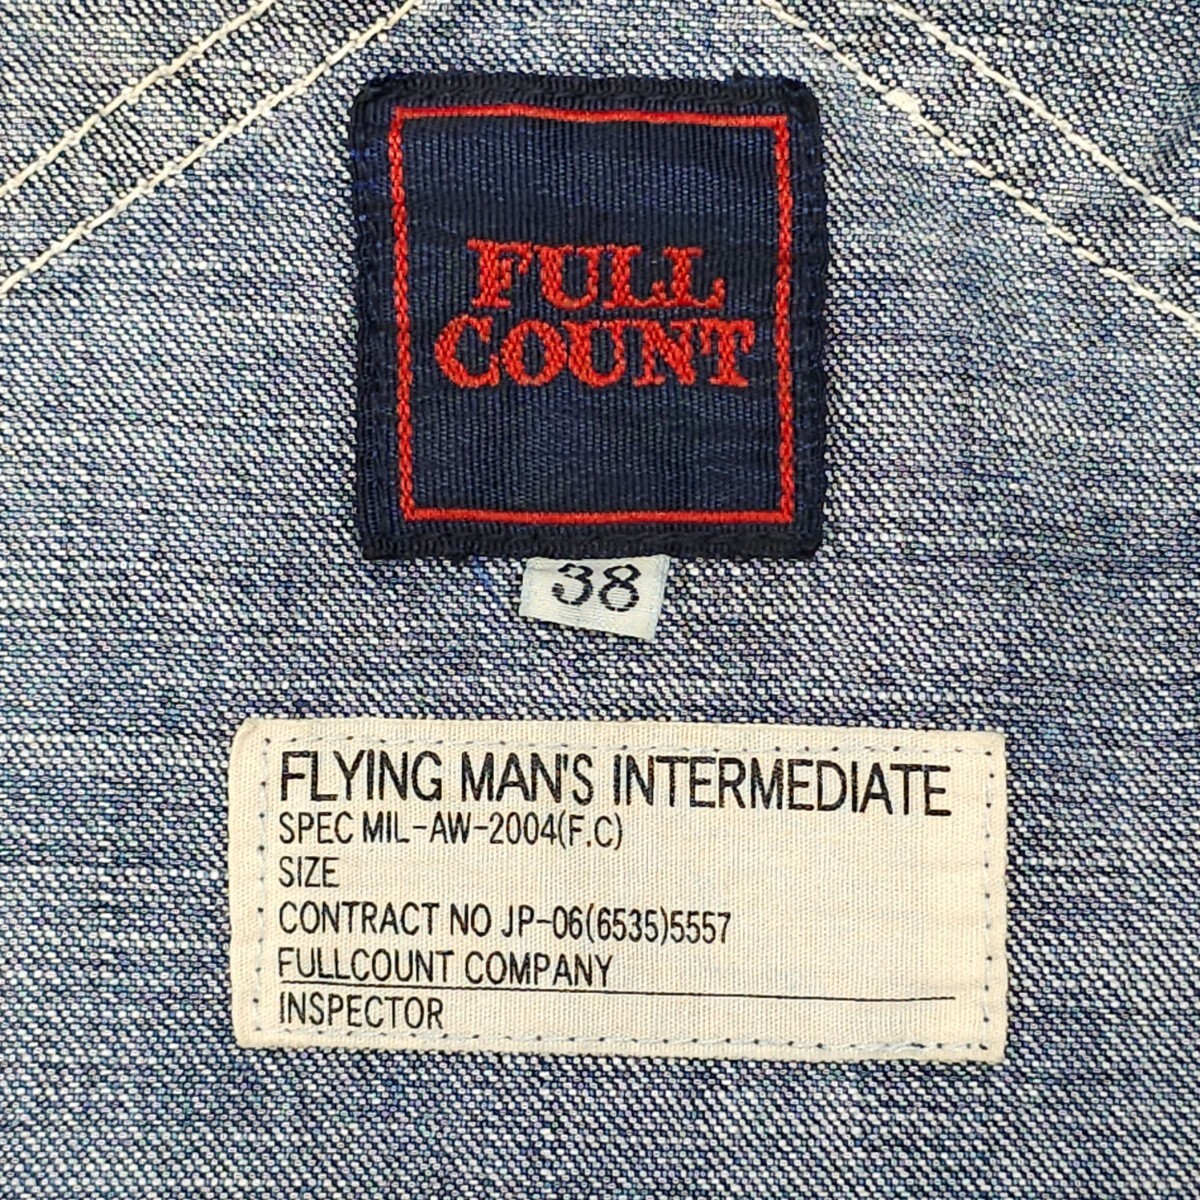 FULL
COUNT
38
FLYING MAN'S INTERMEDIATE
SPEC MIL-AW-2004(F.C)
SIZE
CONTRACT NO JP-06(6535)5557
FULLCOUNT COMPANY
INSPECTOR